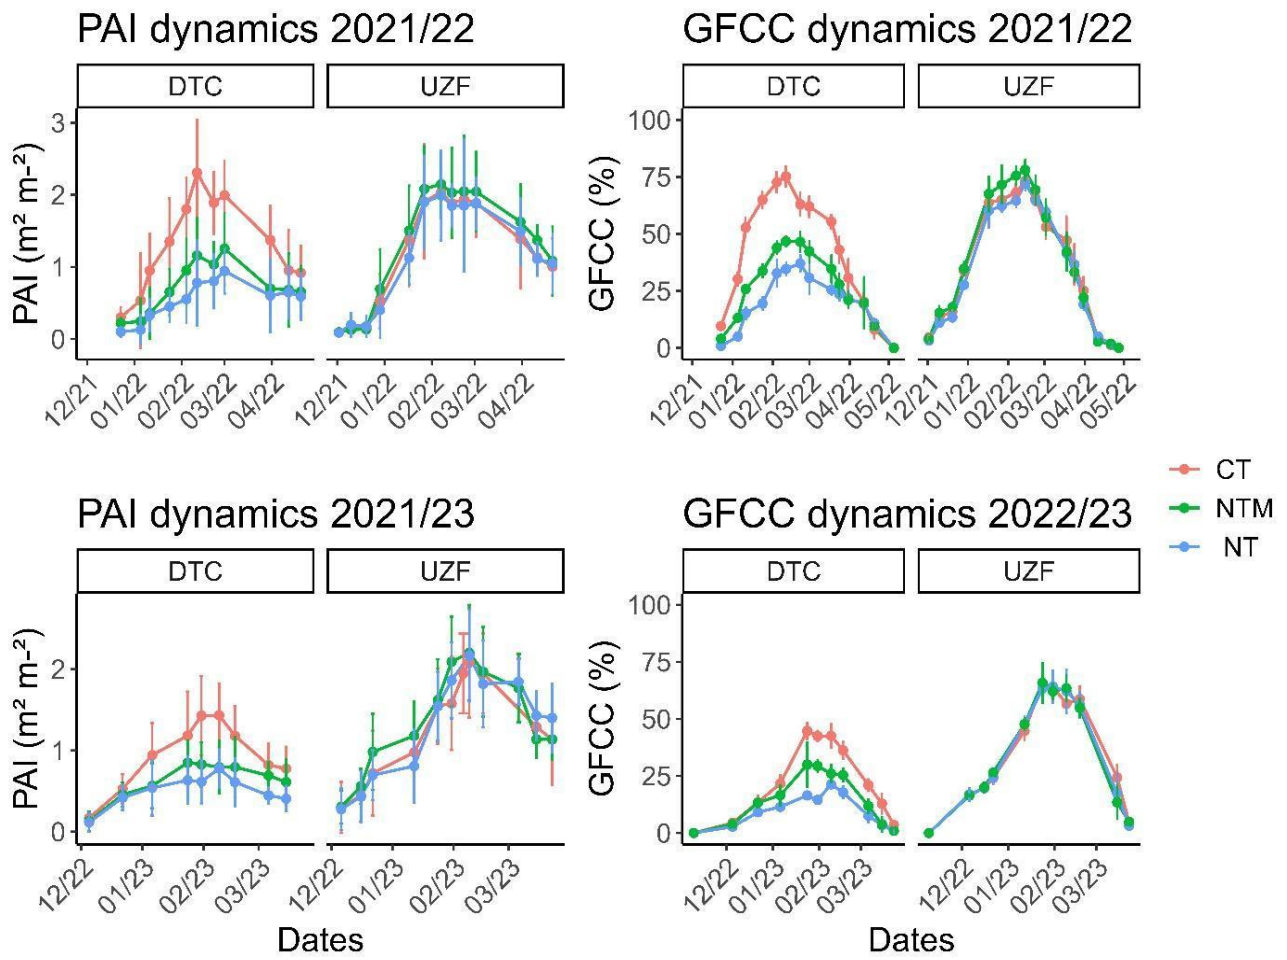 PAI dynamics 2021/22
DTC
UZF
PAI (m² m-²)
3
2
1
0
12/21
01/22
02/22
03/22
04/22
12/21
01/22
02/22
03/22
04/22
GFCC dynamics 2021/22
DTC
UZF
GFCC (%)
100
75
50
25
0
12/21
01/22
02/22
03/22
04/22
05/22
12/21
01/22
02/22
03/22
04/22
05/22
CT
NTM
NT
PAI dynamics 2021/23
DTC
UZF
PAI (m² m-²)
2
1
0
12/22
01/23
02/23
03/23
12/22
01/23
02/23
03/23
Dates
GFCC dynamics 2022/23
DTC
UZF
GFCC (%)
100
75
50
25
0
12/22
01/23
02/23
03/23
12/22
01/23
02/23
03/23
Dates